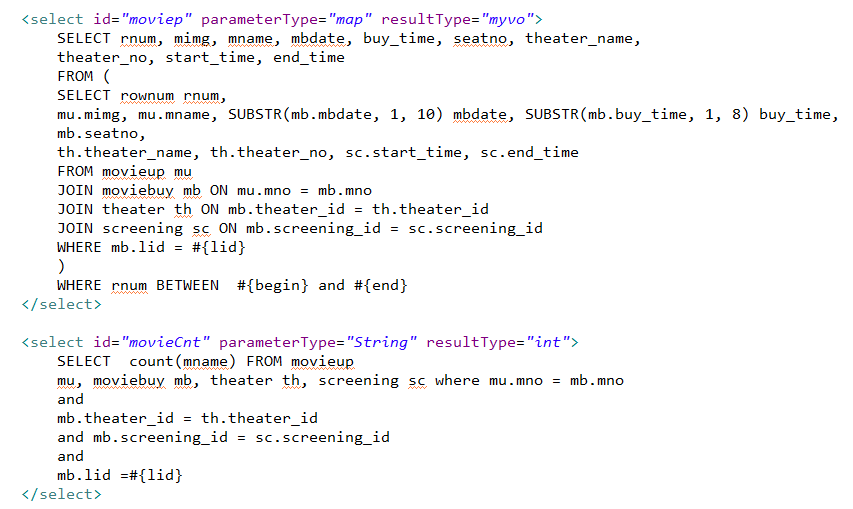 <select id="moviep" parameterType="map" resultType="myvo">
SELECT rnum, mimg, mname, mbdate, buy_time, seatno, theater_name,
theater_no, start_time, end_time
FROM (
SELECT rownum rnum,
mu.mimg, mu.mname, SUBSTR(mb.mbdate, 1, 10) mbdate, SUBSTR(mb.buy_time, 1, 8) buy_time,
mb.seatno,
th.theater_name, th.theater_no, sc.start_time, sc.end_time
FROM movieup mu
JOIN moviebuy mb ON mu.mno = mb.mno
JOIN theater th ON mb.theater_id = th.theater_id
JOIN screening sc ON mb.screening_id = sc.screening_id
WHERE mb.lid = #{lid}
)
WHERE rnum BETWEEN  #{begin} and #{end}
</select>
<select id="movieCnt" parameterType="String" resultType="int">
SELECT  count(mname) FROM movieup
mu, moviebuy mb, theater th, screening sc where mu.mno = mb.mno
and
mb.theater_id = th.theater_id
and mb.screening_id = sc.screening_id
and
mb.lid =#{lid}
</select>